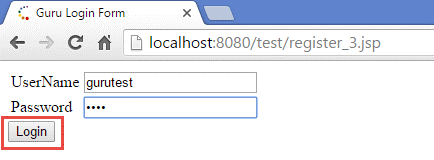 Guru Login Form
localhost:8080/test/register_3.jsp
UserName gurutest
Password ••••
Login